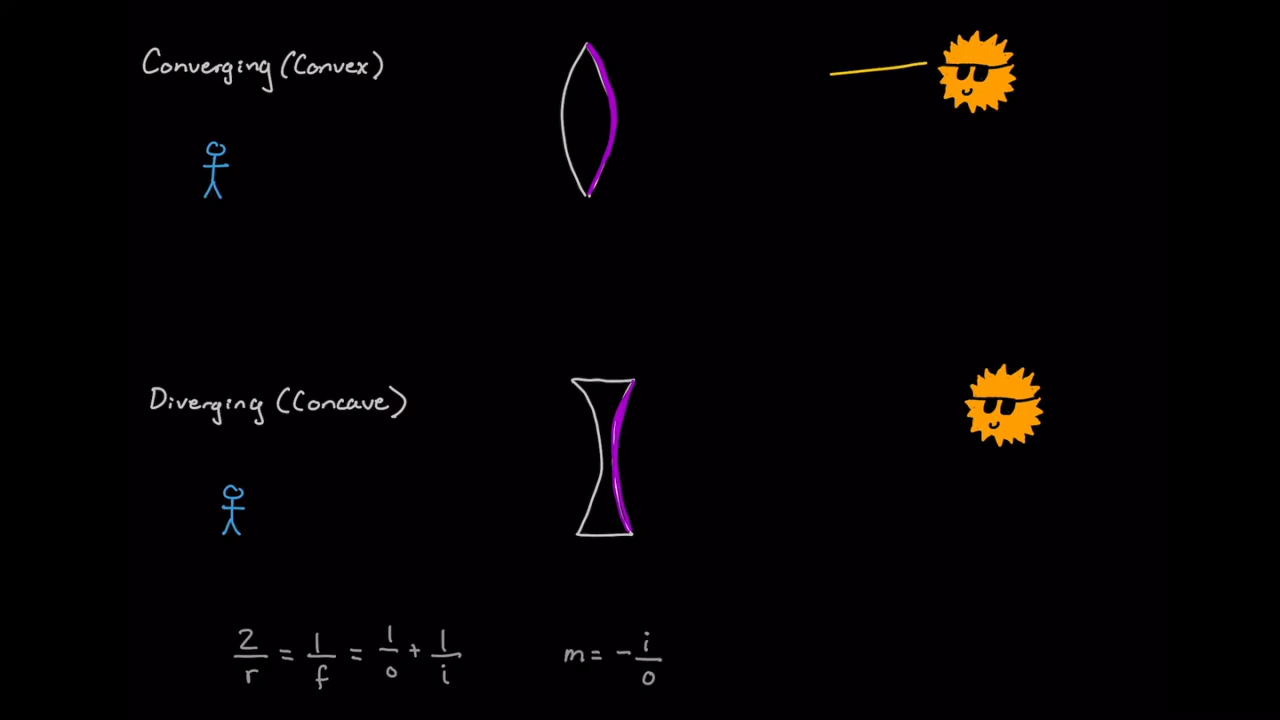 Converging (Convex)
Diverging (Concave)
2/r = 1/f = 1/o + 1/i
m = - i/o